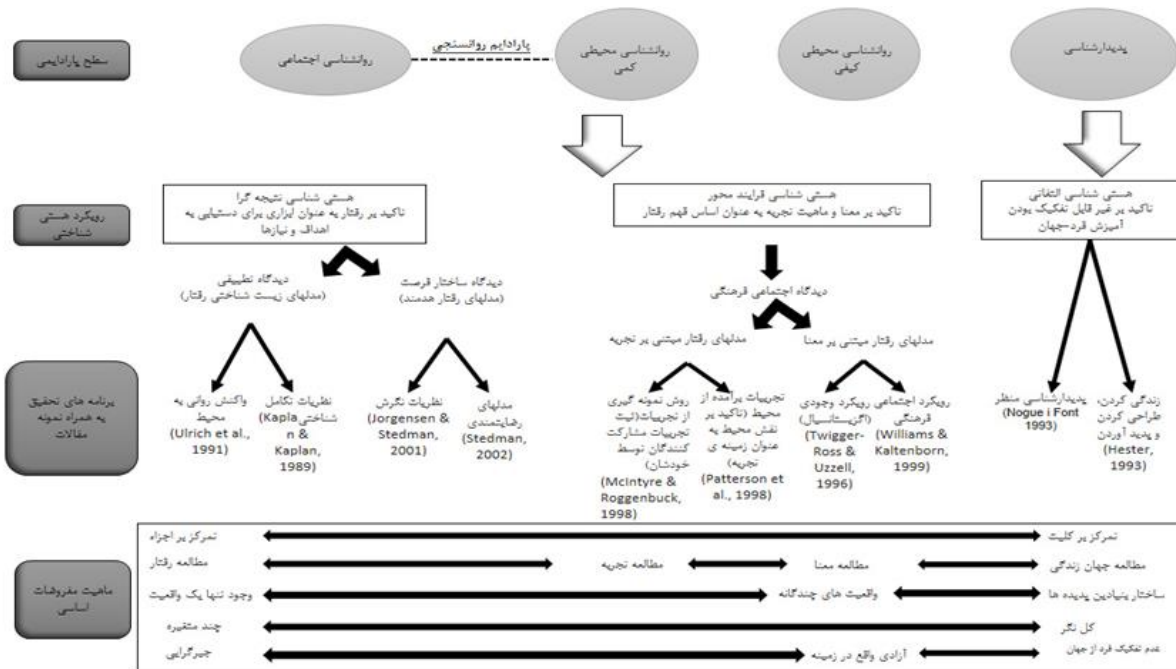 سطح پارادایمی
پدیدارشناسی
روانشناسی محیطی
کیفی
روانشناسی محیطی
کمی
پارادایم روانسنجی
روانشناسی اجتماعی
رویکرد هستی
شناختی
هستی شناسی التفاتی
تاکید بر غیر قابل تفکیک بودن
آمیزش فرد-جهان
هستی شناسی فرایند محور
تاکید بر معنا و ماهیت تجربه به عنوان اساس فهم رفتار
هستی شناسی نتیجه گرا
تاکید بر رفتار به عنوان ابزاری برای دستیابی به
اهداف و نیازها
دیدگاه اجتماعی فرهنگی
دیدگاه ساختار فرصت
(مدلهای رفتار هدمند)
دیدگاه تطبیفی
(مدلهای زیست شناختی رفتار)
مدلهای رفتار مبتنی بر معنا
مدلهای رفتار مبتنی بر تجربه
برنامه های تحقیق
به همراه نمونه
مقالات
زندگی کردن،
طراحی کردن
و پدید آوردن
(Hester,
1993)
پدیدارشناسی منظر
(Nogue i Font
1993)
رویکرد اجتماعی
فرهنگی
(Williams &
Kaltenborn,
1999)
رویکرد وجودی
(اگزیستانسیال)
(Twigger-
Ross &
Uzzell,
1996)
تجربیات برآمده از
محیط (تاکید بر
نقش محیط به
عنوان زمینه ی
تجربه)
(Patterson et
al., 1998)
روش نمونه گیری
از تجربیات(ثبت
تجربیات مشارکت
کنندگان توسط
خودشان)
(McIntyre &
Roggenbuck,
1998)
مدلهای
رضایتمندی
(Stedman,
2002)
نظریات نگرش
(Jorgensen &
Stedman,
2001)
نظریات تکامل
شناختی(Kapla
n &
Kaplan,
1989)
واکنش روانی به
محیط
(Ulrich et al.,
1991)
ماهیت مفروضات
اساسی
تمرکز بر کلیت
تمرکز بر اجزاء
مطالعه جهان زندگی
مطالعه معنا
مطالعه تجربه
مطالعه رفتار
ساختار بنیادین پدیده ها
واقعیت های چندگانه
وجود تنها یک واقعیت
کل نگر
چند متغیره
عدم تفکیک فرد از جهان
آزادی واقع در زمینه
جبرگرایی